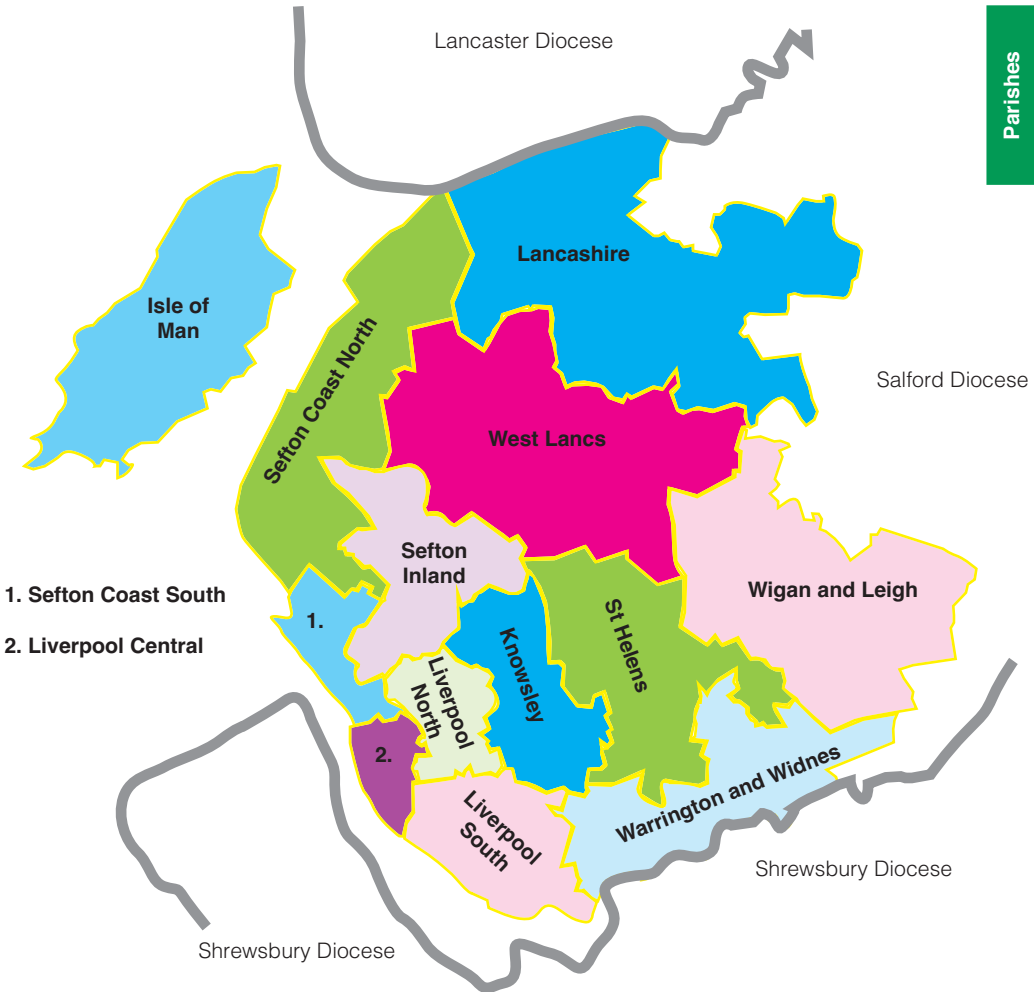 Lancaster Diocese
Parishes
Lancashire
Isle of
Man
Sefton Coast North
Salford Diocese
West Lancs
Sefton
Inland
Wigan and Leigh
1. Sefton Coast South
1.
St Helens
2. Liverpool Central
Knowsley
Liverpool
North
2.
Warrington and Widnes
Liverpool
South
Shrewsbury Diocese
Shrewsbury Diocese